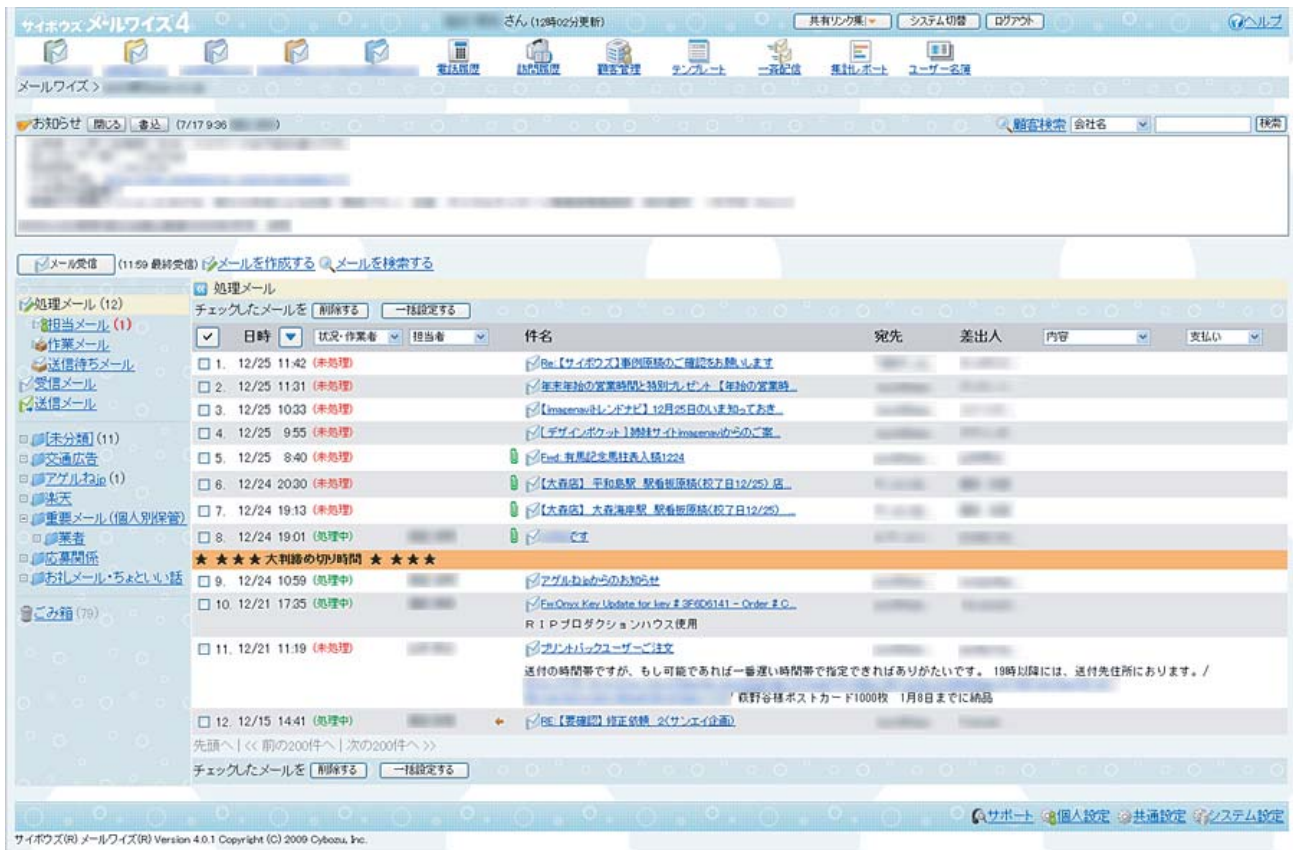 サイボウズ メールワイズ 4 さん (12時02分更新) 共有リンク集 システム切替 ログアウト ヘルプ
電話履歴 訪問履歴 顧客管理 テンプレート 一斉配信 集計レポート ユーザー名簿
メールワイズ >
お知らせ 閉じる 書込 (7/17 9:36 ) 顧客検索 会社名 検索
メール受信 (11:59 最終受信) メールを作成する メールを検索する
処理メール (12)
担当メール (1)
作業メール
送信待ちメール
受信メール
送信メール
[未分類] (11)
交通広告
アゲルねjp (1)
楽天
重要メール(個人別保管)
業者
応募関係
お礼メール・ちょといい話
ごみ箱 (79)
処理メール
チェックしたメールを 削除する 一括設定する
日時 状況・作業者 担当者 件名 宛先 差出人 内容 支払い
1. 12/25 11:42 (未処理) Re:【サイボウズ】事例原稿のご確認をお願いします
2. 12/25 11:31 (未処理) 年末年始の営業時間と特別プレゼント 【年始の営業時...
3. 12/25 10:33 (未処理) 【imagenaviトレンドナビ】12月25日のいま知っておき...
4. 12/25 9:55 (未処理) 【デザインポケット】姉妹サイトimagenaviからのご案...
5. 12/25 8:40 (未処理) Fwd: 有馬記念馬柱表入稿1224
6. 12/24 20:30 (未処理) 【大森店】 平和島駅 駅看板原稿(校了日12/25) 店...
7. 12/24 19:13 (未処理) 【大森店】 大森海岸駅 駅看板原稿(校了日12/25) ...
8. 12/24 19:01 (処理中) です
★ ★★★大判締め切り時間 ★ ★★★
9. 12/24 10:59 (処理中) アゲルねjpからのお知らせ
10. 12/21 17:35 (処理中) Fw:Onyx Key Update for key # 3F6D6141 - Order # C...
RIPプロダクションハウス使用
11. 12/21 11:19 (未処理) プリントパックユーザーご注文
送付の時間帯ですが、もし可能であれば一番遅い時間帯で指定できればありがたいです。 19時以降には、送付先住所におります。/
/ 萩野谷様ポストカード1000枚 1月8日までに納品
12. 12/15 14:41 (処理中) RE:【要確認】修正依頼 2(サンエイ企画)
先頭へ | << 前の200件へ | 次の200件へ >>
チェックしたメールを 削除する 一括設定する
サポート 個人設定 共通設定 システム設定
サイボウズ(R) メールワイズ(R) Version 4.0.1 Copyright (C) 2009 Cybozu, Inc.